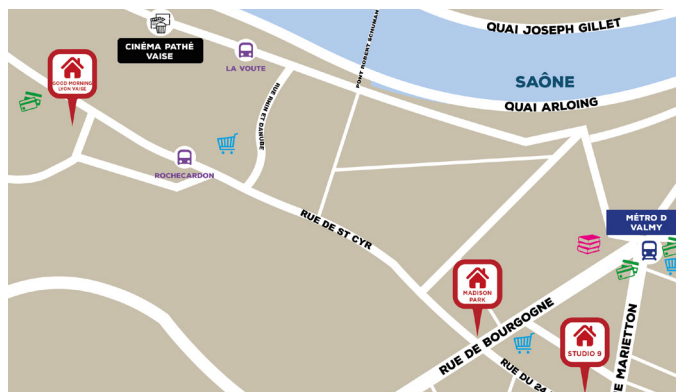 QUAI JOSEPH GILLET
CINÉMA PATHÉ
VAISE
LA VOUTE
PONT ROBERT SCHUMAN
SAÔNE
QUAI ARLOING
GOOD MORNING
LYON VAISE
RUE RHIN ET DANUBE
ROCHECARDON
RUE DE ST CYR
MÉTRO D
VALMY
MADISON
PARK
RUE DE BOURGOGNE
STUDIO 9
RUE DU 24
E MARIETTON